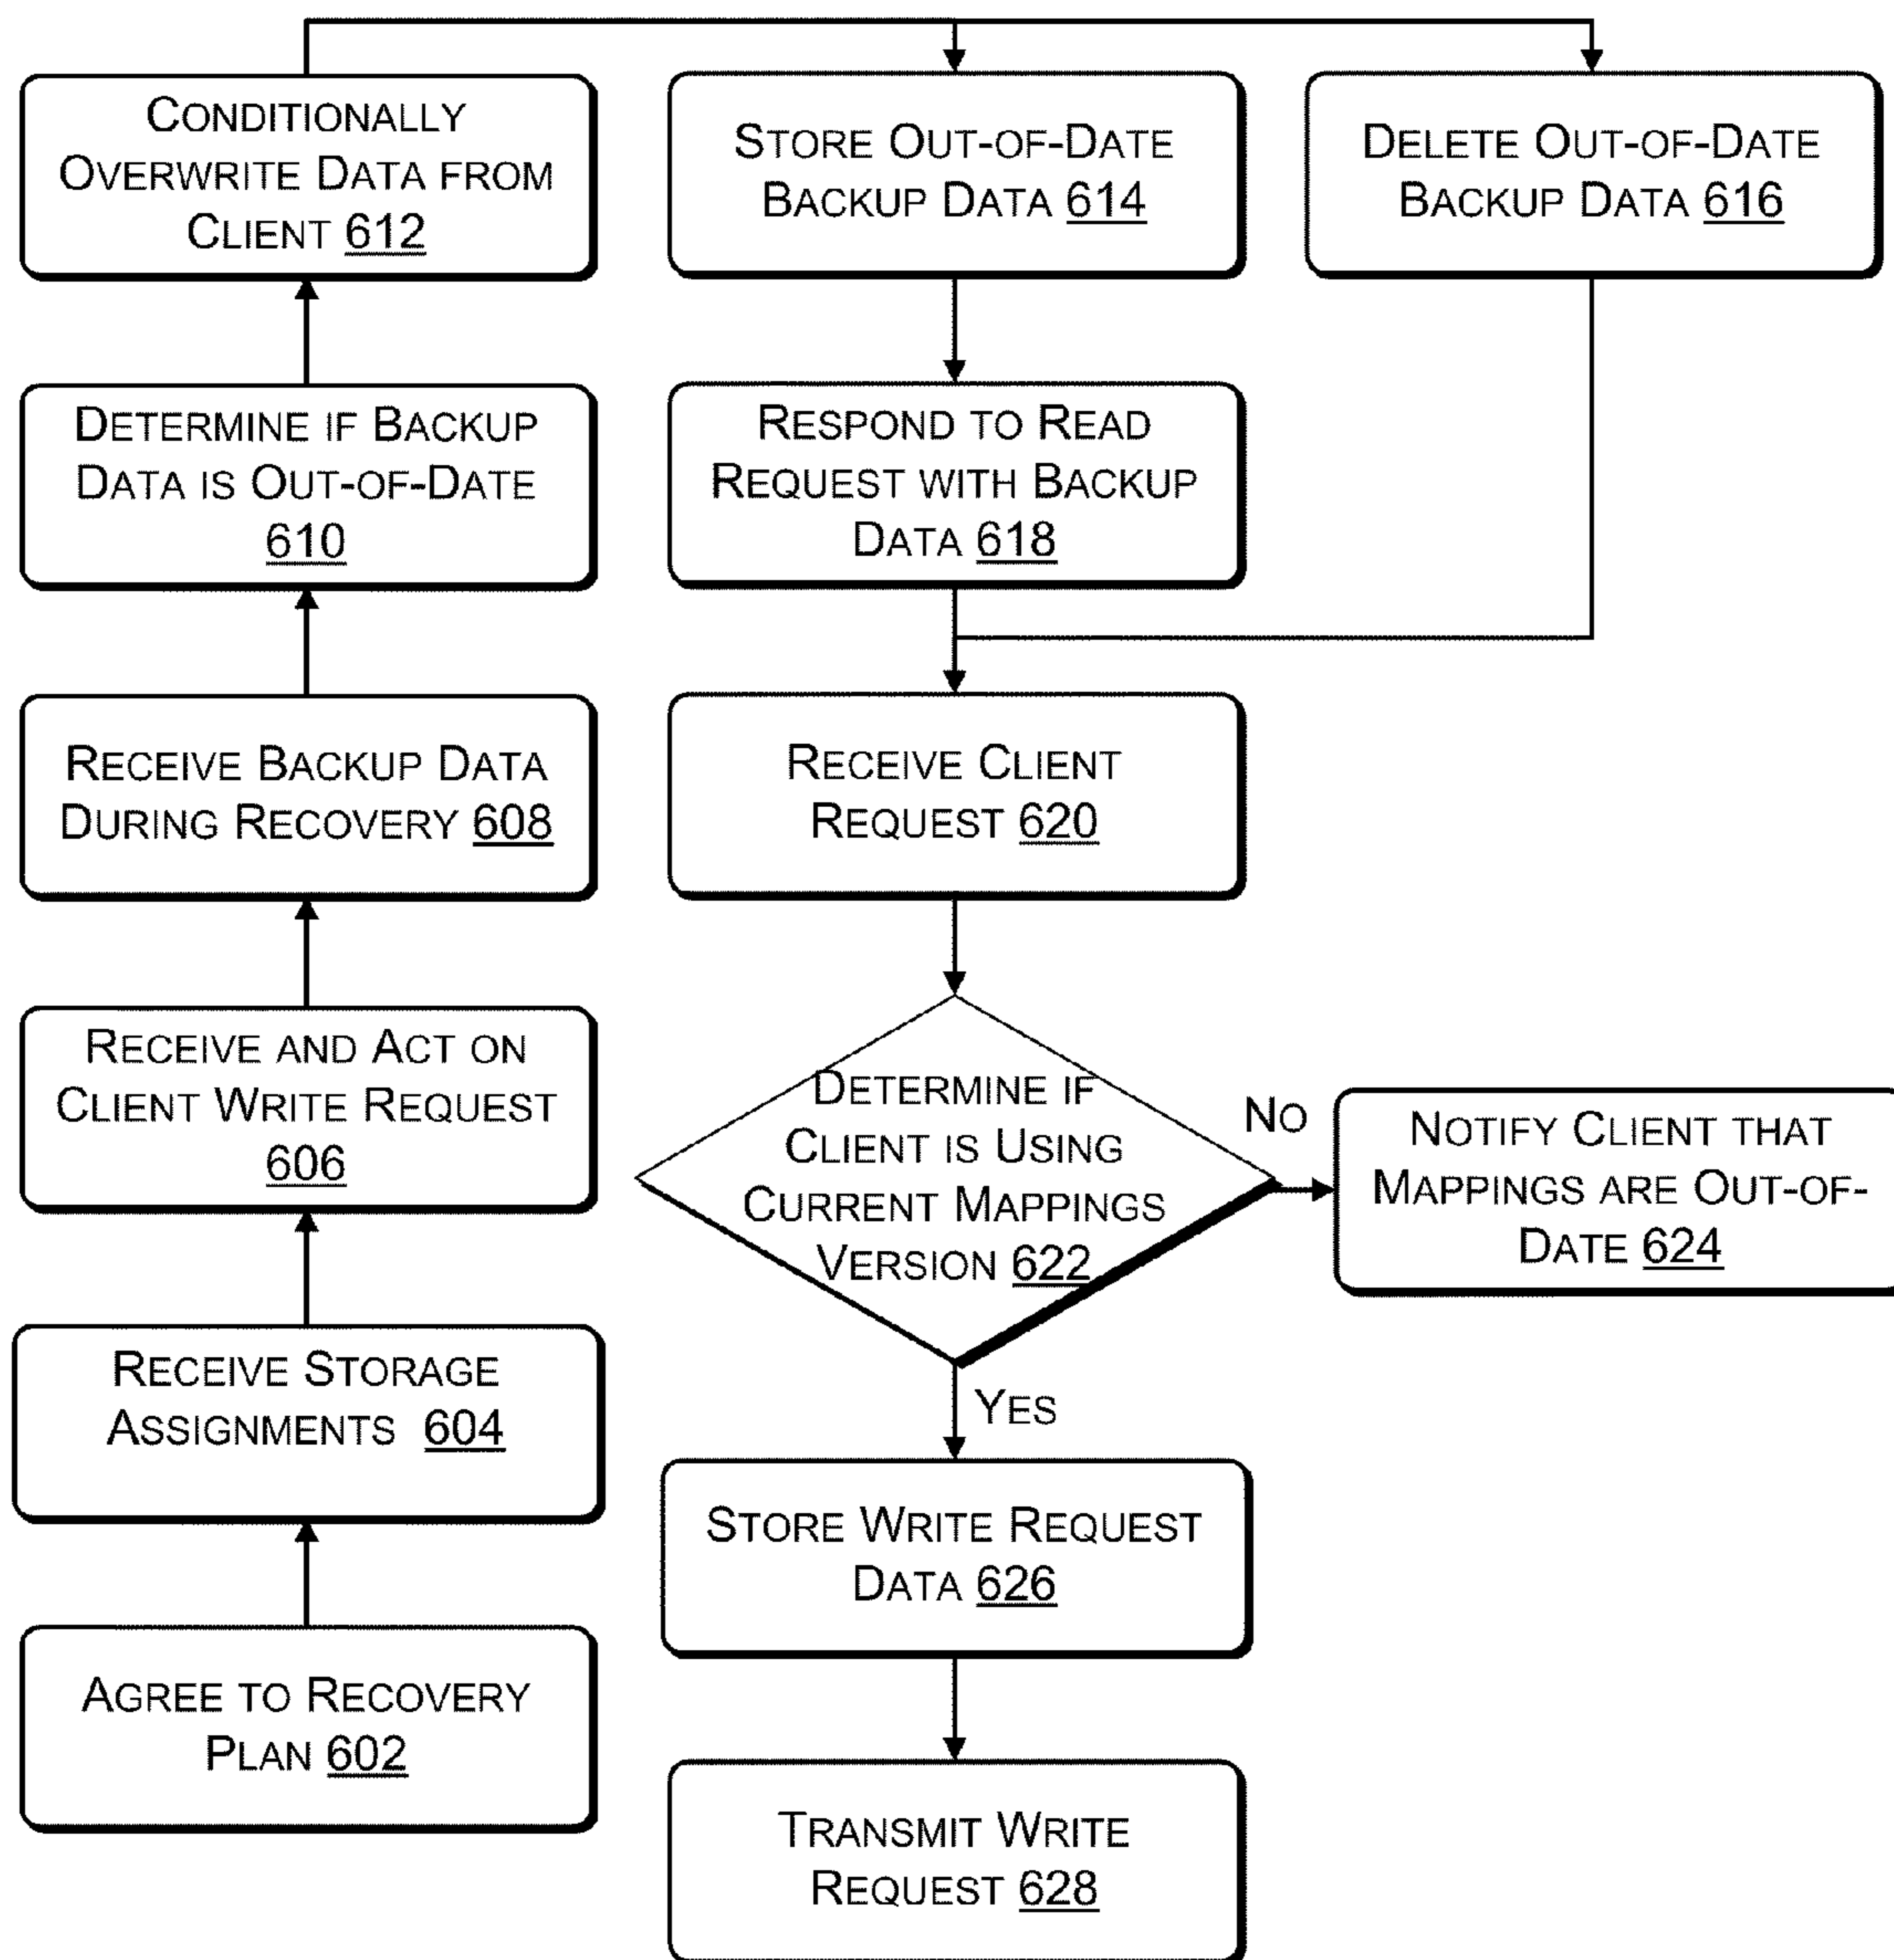 CONDITIONALLY
OVERWRITE DATA FROM
CLIENT 612
STORE OUT-OF-DATE
BACKUP DATA 614
DELETE OUT-OF-DATE
BACKUP DATA 616
DETERMINE IF BACKUP
DATA IS OUT-OF-DATE
610
RESPOND TO READ
REQUEST WITH BACKUP
DATA 618
RECEIVE BACKUP DATA
DURING RECOVERY 608
RECEIVE CLIENT
REQUEST 620
RECEIVE AND ACT ON
CLIENT WRITE REQUEST
606
DETERMINE IF
CLIENT IS USING
CURRENT MAPPINGS
VERSION 622
NO
NOTIFY CLIENT THAT
MAPPINGS ARE OUT-OF-
DATE 624
RECEIVE STORAGE
ASSIGNMENTS 604
YES
STORE WRITE REQUEST
DATA 626
AGREE TO RECOVERY
PLAN 602
TRANSMIT WRITE
REQUEST 628